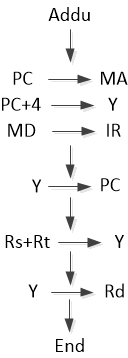 Addu
PC MA
PC+4 Y
MD IR
Y PC
Rs+Rt Y
Y Rd
End